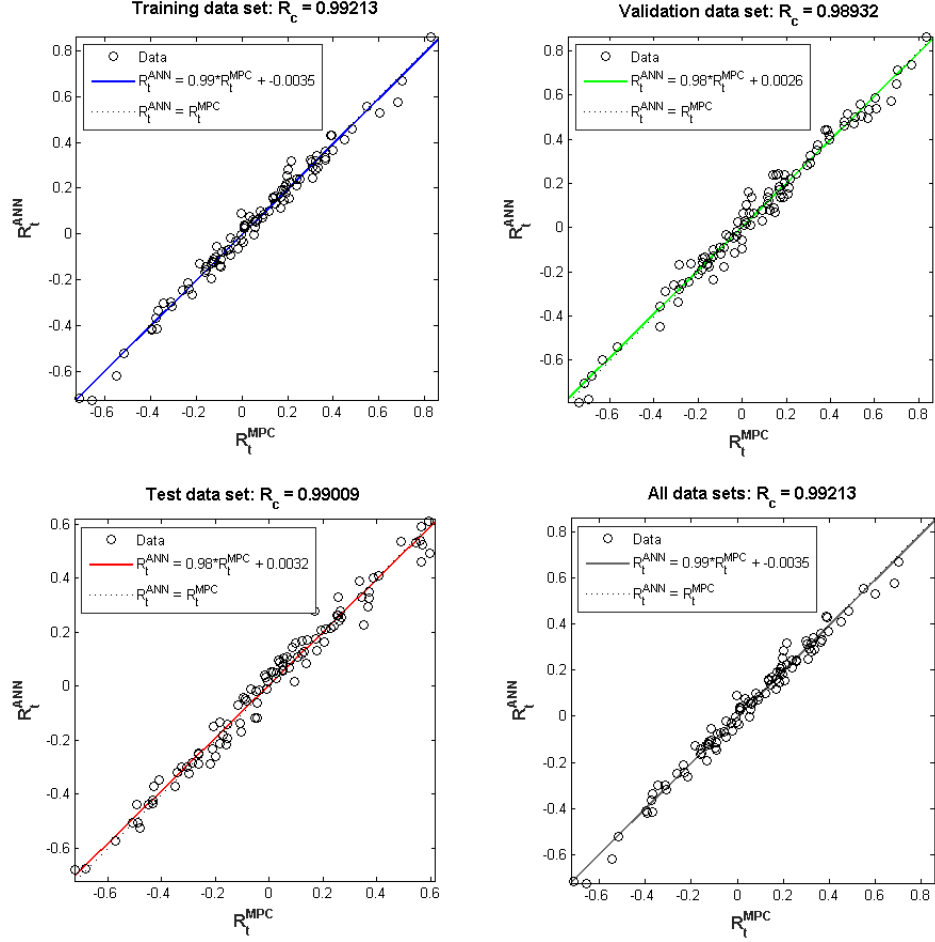 Training data set: R_c = 0.99213
0.8
0.6
0.4
0.2
0
-0.2
-0.4
-0.6
Data
R_t^ANN = 0.99*R_t^MPC + -0.0035
R_t^ANN = R_t^MPC
-0.6 -0.4 -0.2 0 0.2 0.4 0.6 0.8
R_t^MPC
R_t^ANN
Validation data set: R_c = 0.98932
0.8
0.6
0.4
0.2
0
-0.2
-0.4
-0.6
Data
R_t^ANN = 0.98*R_t^MPC + 0.0026
R_t^ANN = R_t^MPC
-0.6 -0.4 -0.2 0 0.2 0.4 0.6 0.8
R_t^MPC
R_t^ANN
Test data set: R_c = 0.99009
0.6
0.4
0.2
0
-0.2
-0.4
-0.6
Data
R_t^ANN = 0.98*R_t^MPC + 0.0032
R_t^ANN = R_t^MPC
-0.6 -0.4 -0.2 0 0.2 0.4 0.6
R_t^MPC
R_t^ANN
All data sets: R_c = 0.99213
0.8
0.6
0.4
0.2
0
-0.2
-0.4
-0.6
Data
R_t^ANN = 0.99*R_t^MPC + -0.0035
R_t^ANN = R_t^MPC
-0.6 -0.4 -0.2 0 0.2 0.4 0.6 0.8
R_t^MPC
R_t^ANN